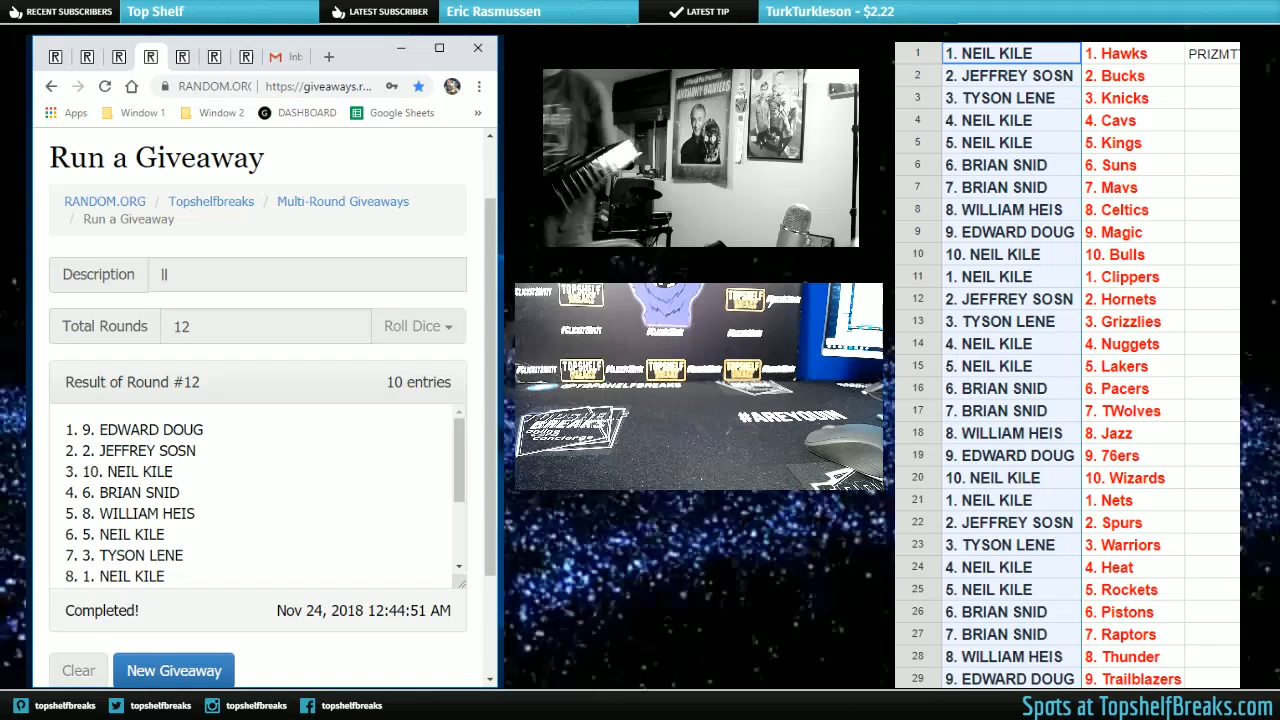 RECENT SUBSCRIBERS
Top Shelf
LATEST SUBSCRIBER
Eric Rasmussen
LATEST TIP
TurkTurkleson - $2.22
Inb
RANDOM.ORG
https://giveaways.r...
Apps
Window 1
Window 2
DASHBOARD
Google Sheets
»
Run a Giveaway
RANDOM.ORG / Topshelfbreaks / Multi-Round Giveaways
/ Run a Giveaway
Description
ll
Total Rounds
12
Roll Dice
Result of Round #12
10 entries
1. 9. EDWARD DOUG
2. 2. JEFFREY SOSN
3. 10. NEIL KILE
4. 6. BRIAN SNID
5. 8. WILLIAM HEIS
6. 5. NEIL KILE
7. 3. TYSON LENE
8. 1. NEIL KILE
Completed!
Nov 24, 2018 12:44:51 AM
Clear
New Giveaway
ANTHONY DANIELS
TOPSHELF BREAKS
@TOPSHELFBREAKS
#AREYOUIN
TOPSHELF
BREAKS
1 1. NEIL KILE 1. Hawks PRIZMT
2 2. JEFFREY SOSN 2. Bucks
3 3. TYSON LENE 3. Knicks
4 4. NEIL KILE 4. Cavs
5 5. NEIL KILE 5. Kings
6 6. BRIAN SNID 6. Suns
7 7. BRIAN SNID 7. Mavs
8 8. WILLIAM HEIS 8. Celtics
9 9. EDWARD DOUG 9. Magic
10 10. NEIL KILE 10. Bulls
11 1. NEIL KILE 1. Clippers
12 2. JEFFREY SOSN 2. Hornets
13 3. TYSON LENE 3. Grizzlies
14 4. NEIL KILE 4. Nuggets
15 5. NEIL KILE 5. Lakers
16 6. BRIAN SNID 6. Pacers
17 7. BRIAN SNID 7. TWolves
18 8. WILLIAM HEIS 8. Jazz
19 9. EDWARD DOUG 9. 76ers
20 10. NEIL KILE 10. Wizards
21 1. NEIL KILE 1. Nets
22 2. JEFFREY SOSN 2. Spurs
23 3. TYSON LENE 3. Warriors
24 4. NEIL KILE 4. Heat
25 5. NEIL KILE 5. Rockets
26 6. BRIAN SNID 6. Pistons
27 7. BRIAN SNID 7. Raptors
28 8. WILLIAM HEIS 8. Thunder
29 9. EDWARD DOUG 9. Trailblazers
topshelfbreaks
topshelfbreaks
topshelfbreaks
topshelfbreaks
Spots at TopshelfBreaks.com